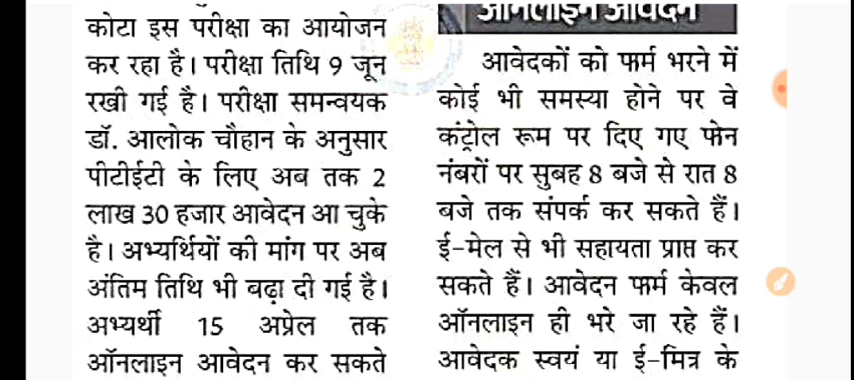 कोटा इस परीक्षा का आयोजन
कर रहा है। परीक्षा तिथि 9 जून
रखी गई है। परीक्षा समन्वयक
डॉ. आलोक चौहान के अनुसार
पीटीईटी के लिए अब तक 2
लाख 30 हजार आवेदन आ चुके
है। अभ्यर्थियों की मांग पर अब
अंतिम तिथि भी बढ़ा दी गई है।
अभ्यर्थी 15 अप्रेल तक
ऑनलाइन आवेदन कर सकते
ऑनलाइन आवेदन
आवेदकों को फार्म भरने में
कोई भी समस्या होने पर वे
कंट्रोल रूम पर दिए गए फोन
नंबरों पर सुबह 8 बजे से रात 8
बजे तक संपर्क कर सकते हैं।
ई-मेल से भी सहायता प्राप्त कर
सकते हैं। आवेदन फार्म केवल
ऑनलाइन ही भरे जा रहे हैं।
आवेदक स्वयं या ई-मित्र के